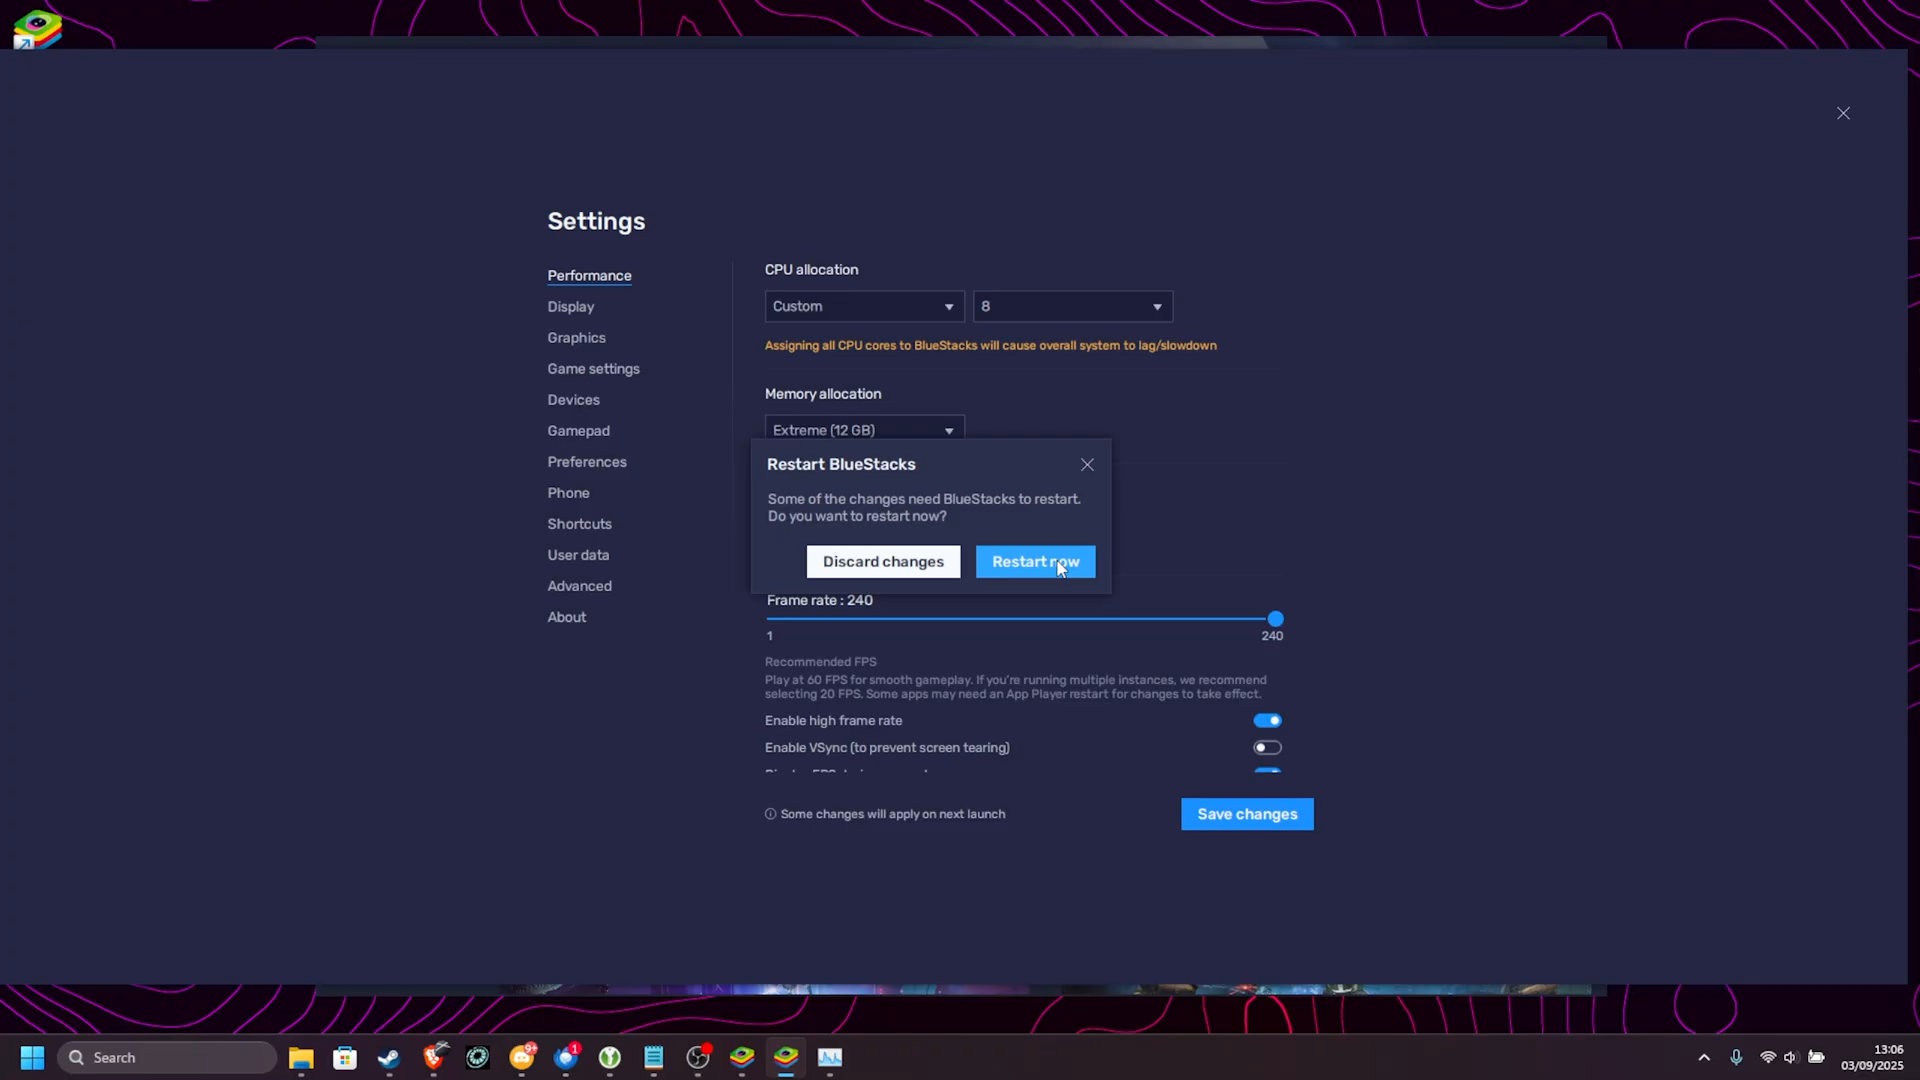 Settings
Performance
Display
Graphics
Game settings
Devices
Gamepad
Preferences
Phone
Shortcuts
User data
Advanced
About
CPU allocation
Custom
8
Assigning all CPU cores to BlueStacks will cause overall system to lag/slowdown
Memory allocation
Extreme (12 GB)
Restart BlueStacks
Some of the changes need BlueStacks to restart.
Do you want to restart now?
Discard changes
Restart now
Frame rate : 240
1
240
Recommended FPS
Play at 60 FPS for smooth gameplay. If you're running multiple instances, we recommend
selecting 20 FPS. Some apps may need an App Player restart for changes to take effect.
Enable high frame rate
Enable VSync (to prevent screen tearing)
Some changes will apply on next launch
Save changes
Search
9+
1
13:06
03/09/2025